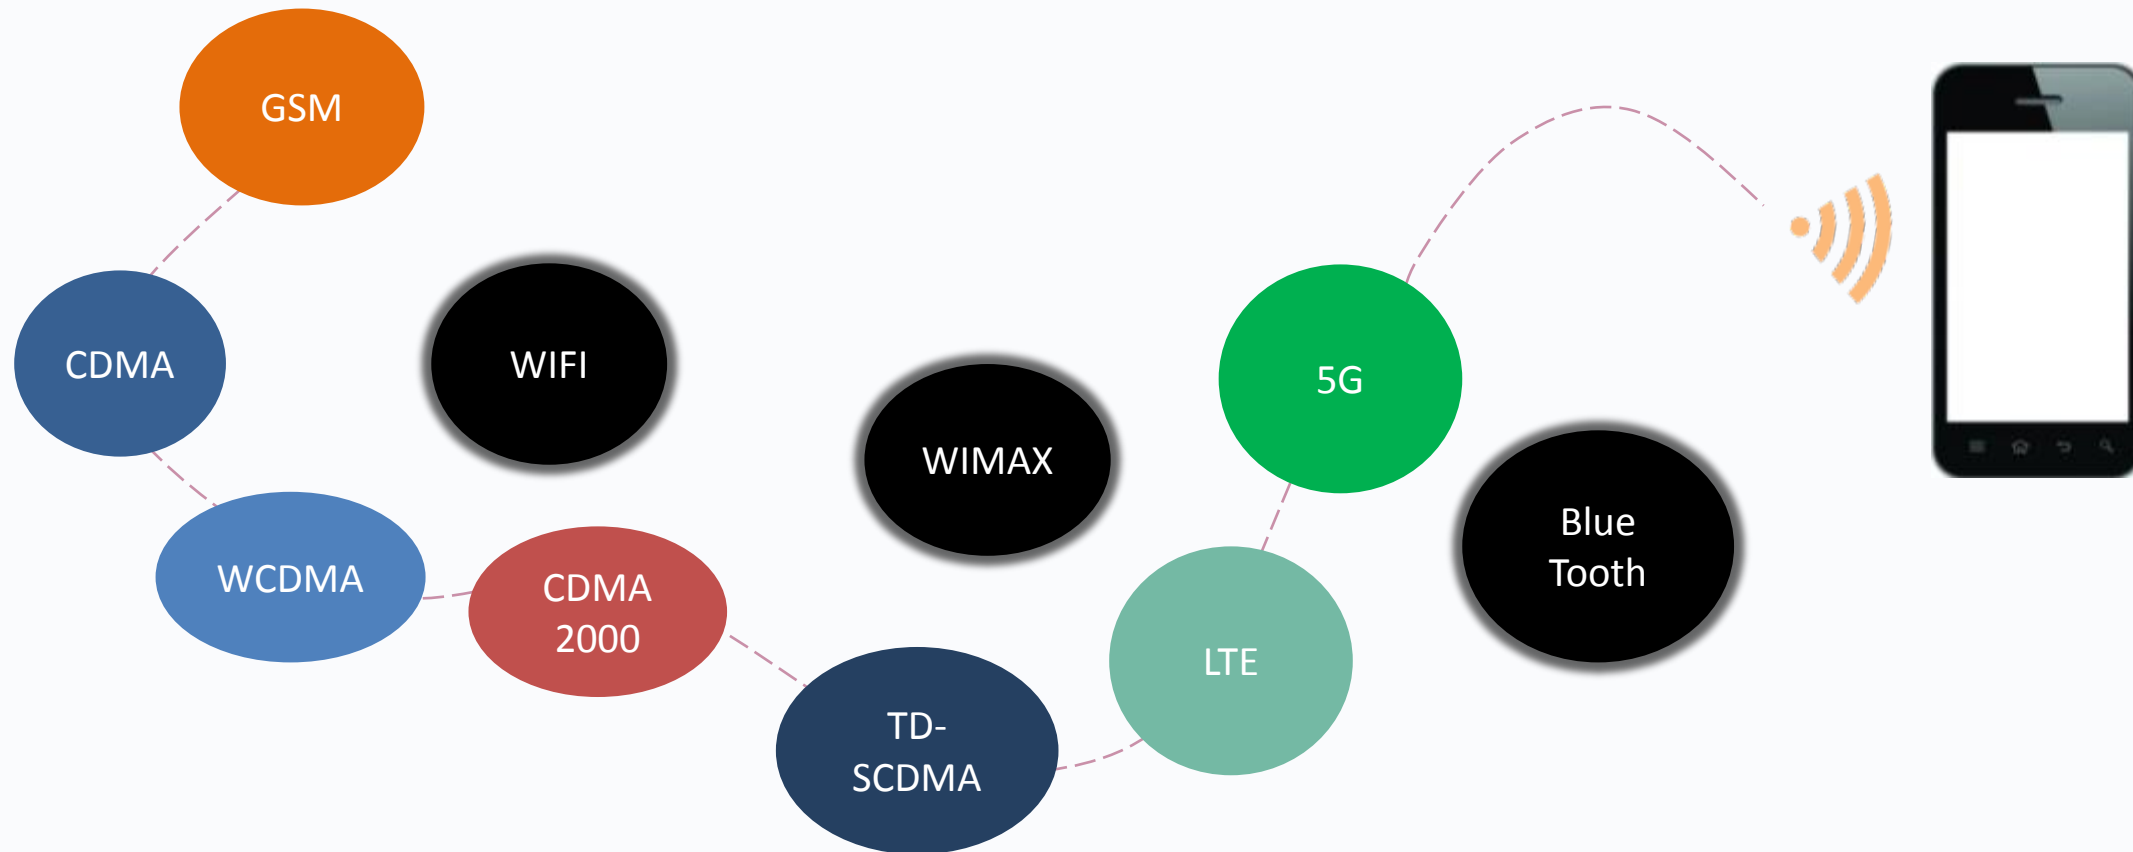 GSM
CDMA
WIFI
WCDMA
CDMA
2000
TD-
SCDMA
WIMAX
LTE
5G
Blue
Tooth